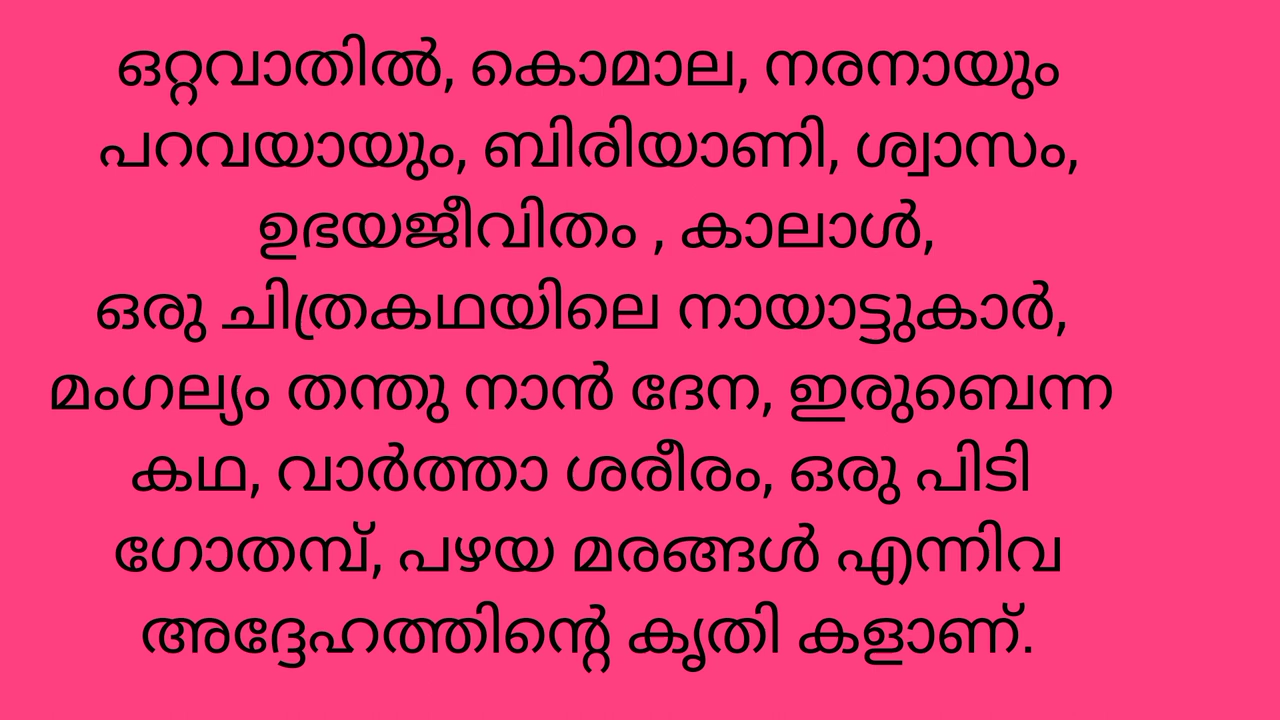 ഒറ്റവാതിൽ, കൊമാല, നരനായും
പറവയായും, ബിരിയാണി, ശ്വാസം,
ഉഭയജീവിതം , കാലാൾ,
ഒരു ചിത്രകഥയിലെ നായാട്ടുകാർ,
മംഗല്യം തന്തു നാൻ ദേന, ഇരുബെന്ന
കഥ, വാർത്താ ശരീരം, ഒരു പിടി
ഗോതമ്പ്, പഴയ മരങ്ങൾ എന്നിവ
അദ്ദേഹത്തിന്റെ കൃതി കളാണ്.